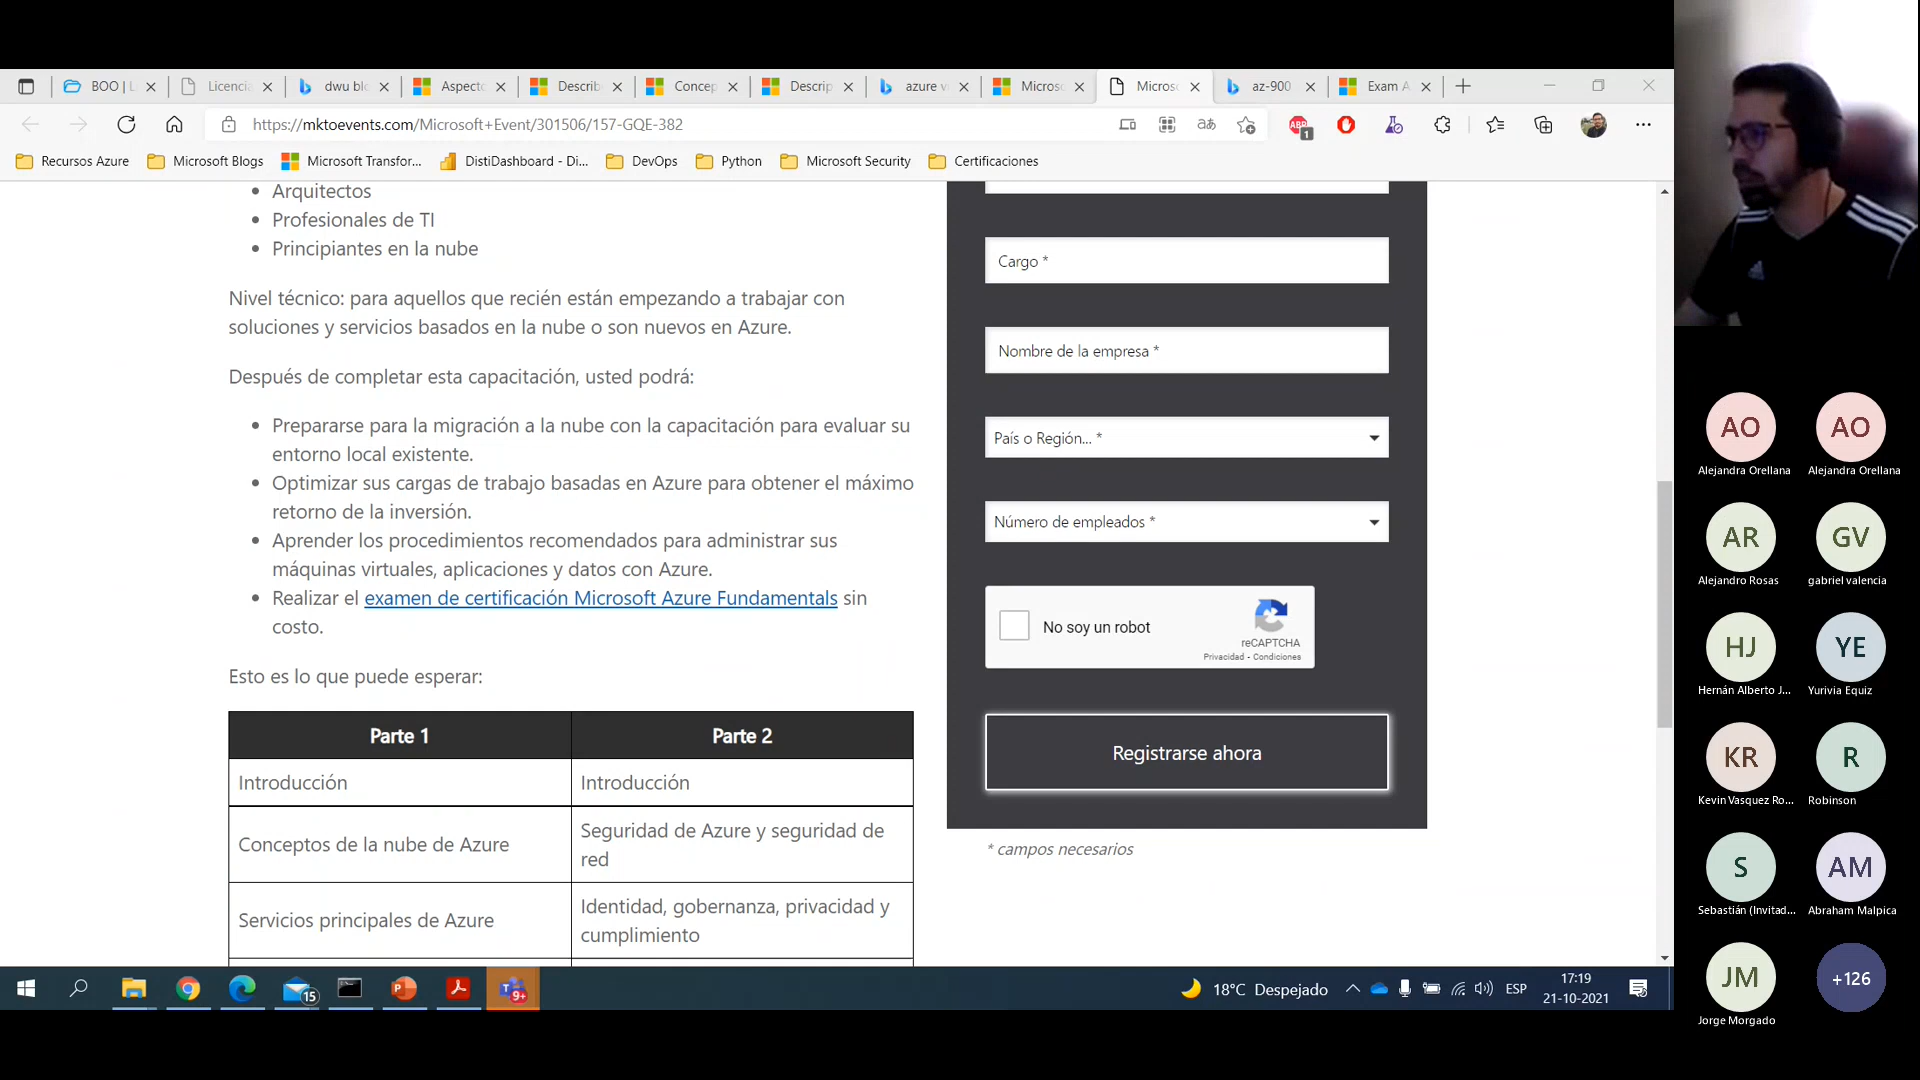 BOO | L
Licencia
dwu blo
Aspecto
Describ
Concep
Descrip
azure vi
Microso
Microso
az-900
Exam A
https://mktoevents.com/Microsoft+Event/301506/157-GQE-382
ABP
1
Recursos Azure
Microsoft Blogs
Microsoft Transfor...
DistiDashboard - Di...
DevOps
Python
Microsoft Security
Certificaciones
• Arquitectos
• Profesionales de TI
• Principiantes en la nube
Nivel técnico: para aquellos que recién están empezando a trabajar con
soluciones y servicios basados en la nube o son nuevos en Azure.
Después de completar esta capacitación, usted podrá:
• Prepararse para la migración a la nube con la capacitación para evaluar su
entorno local existente.
• Optimizar sus cargas de trabajo basadas en Azure para obtener el máximo
retorno de la inversión.
• Aprender los procedimientos recomendados para administrar sus
máquinas virtuales, aplicaciones y datos con Azure.
• Realizar el examen de certificación Microsoft Azure Fundamentals sin
costo.
Esto es lo que puede esperar:
Parte 1
Parte 2
Introducción
Introducción
Conceptos de la nube de Azure
Seguridad de Azure y seguridad de
red
Servicios principales de Azure
Identidad, gobernanza, privacidad y
cumplimiento
Cargo *
Nombre de la empresa *
País o Región... *
Número de empleados *
No soy un robot
reCAPTCHA
Privacidad - Condiciones
Registrarse ahora
* campos necesarios
AO
Alejandra Orellana
AO
Alejandra Orellana
AR
Alejandro Rosas
GV
gabriel valencia
HJ
Hernán Alberto J...
YE
Yurivia Equiz
KR
Kevin Vasquez Ro...
R
Robinson
S
Sebastián (Invitad...
AM
Abraham Malpica
JM
Jorge Morgado
+126
15
9+
18°C Despejado
ESP
17:19
21-10-2021